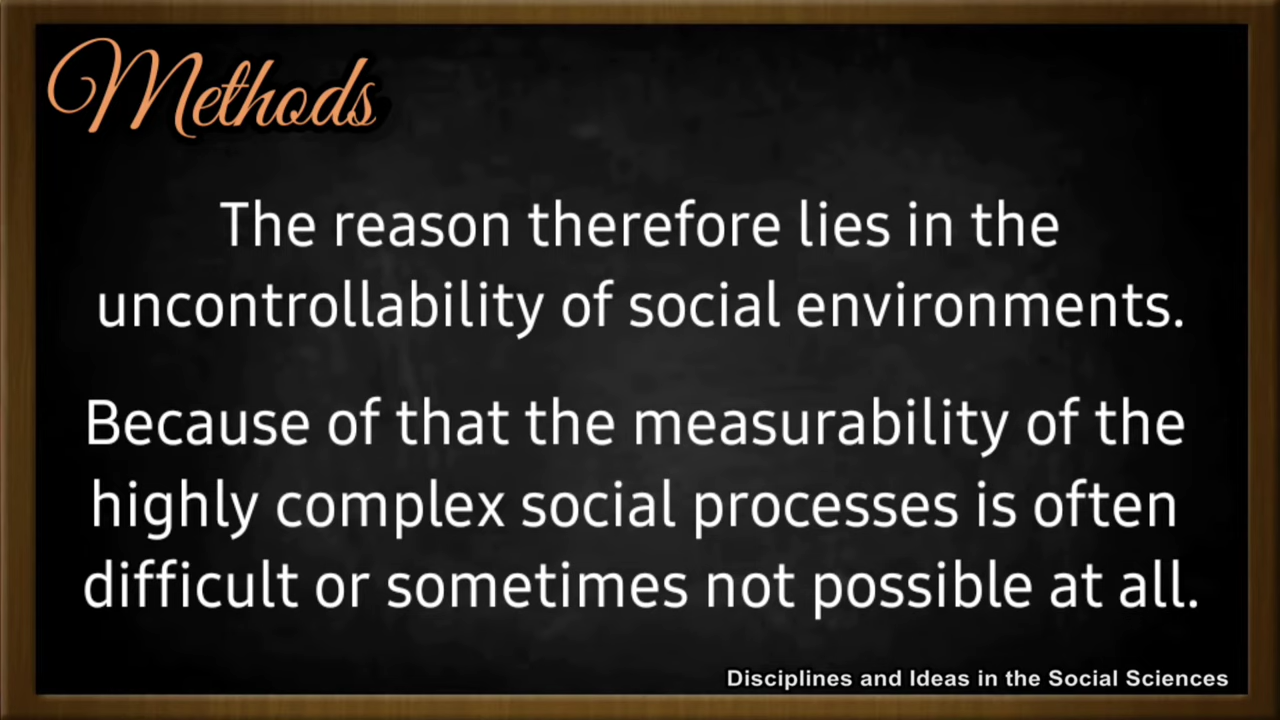 Methods
The reason therefore lies in the
uncontrollability of social environments.
Because of that the measurability of the
highly complex social processes is often
difficult or sometimes not possible at all.
Disciplines and Ideas in the Social Sciences